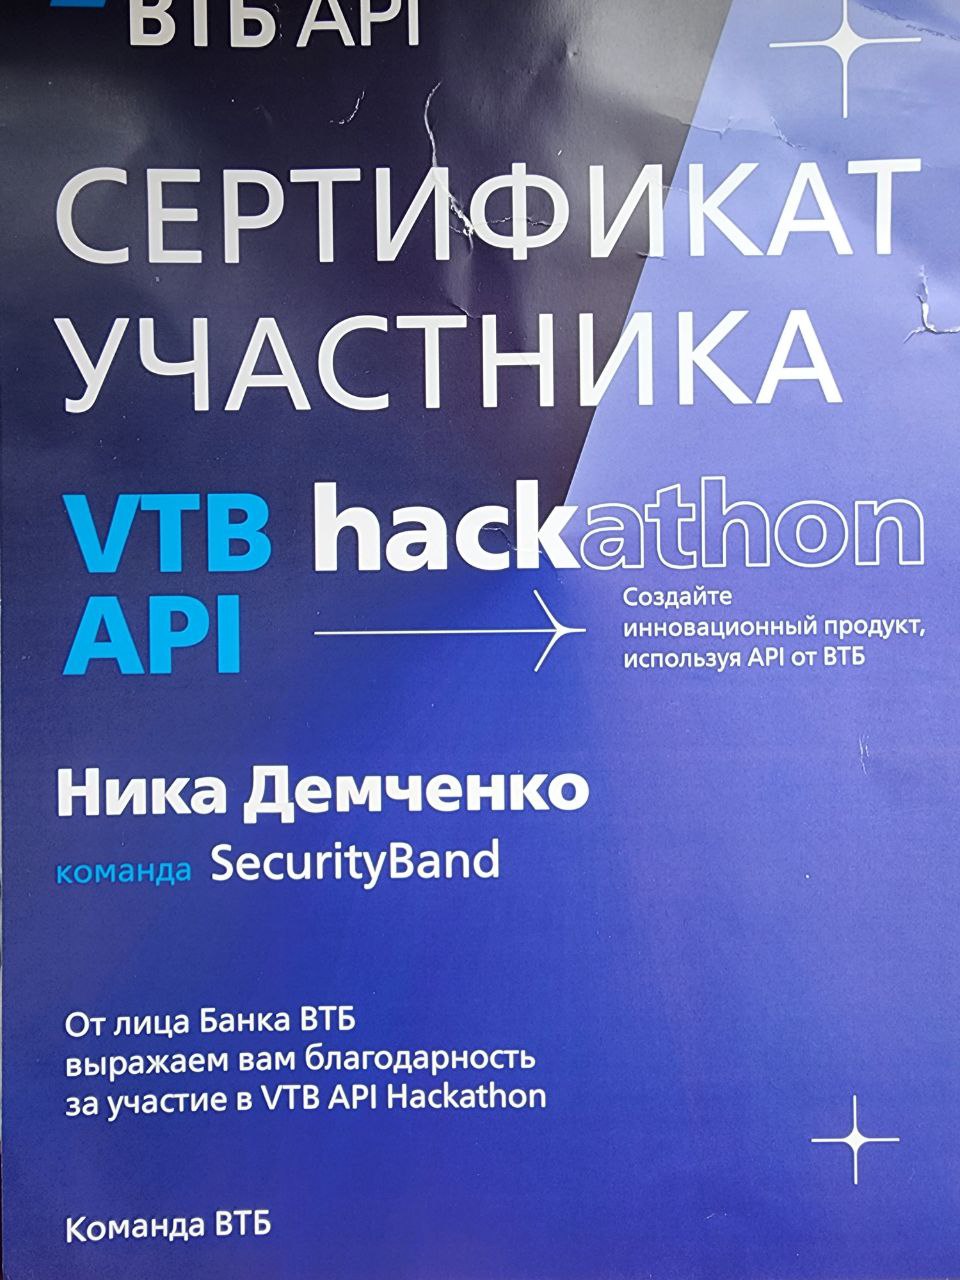 ВТБ API
СЕРТИФИКАТ
УЧАСТНИКА
VTB hackathon
API
Создайте
инновационный продукт,
используя API от ВТБ
Ника Демченко
команда SecurityBand
От лица Банка ВТБ
выражаем вам благодарность
за участие в VTB API Hackathon
Команда ВТБ